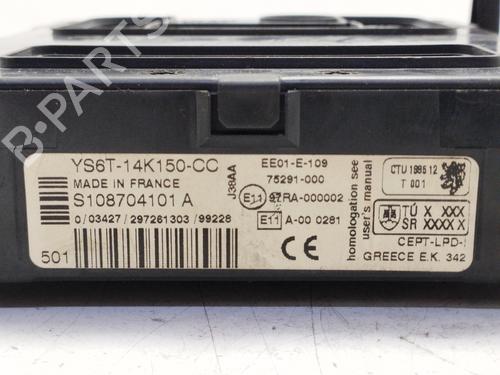 B-PARTS
YS6T-14K150-CC
MADE IN FRANCE
S108704101 A
0/03427/297261303/99228
501
J38AA
EE01-E-109
75291-000
E11 97RA-000002
E11 A-00 0281
CE
homologation see
user's manual
CTU 1995 12
T 001
TÚ X XXX
SR XXXX X
CEPT-LPD-I
GREECE E.K. 342